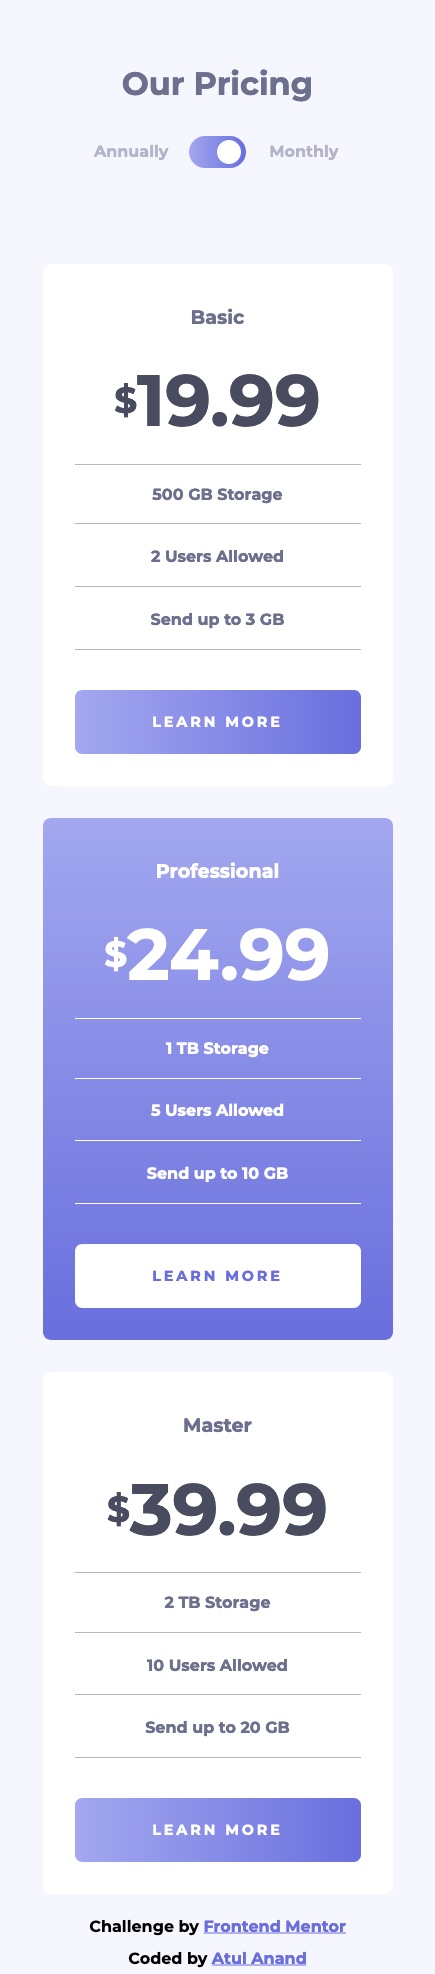 Our Pricing
Annually Monthly
Basic
$19.99
500 GB Storage
2 Users Allowed
Send up to 3 GB
LEARN MORE
Professional
$24.99
1 TB Storage
5 Users Allowed
Send up to 10 GB
LEARN MORE
Master
$39.99
2 TB Storage
10 Users Allowed
Send up to 20 GB
LEARN MORE
Challenge by Frontend Mentor
Coded by Atul Anand